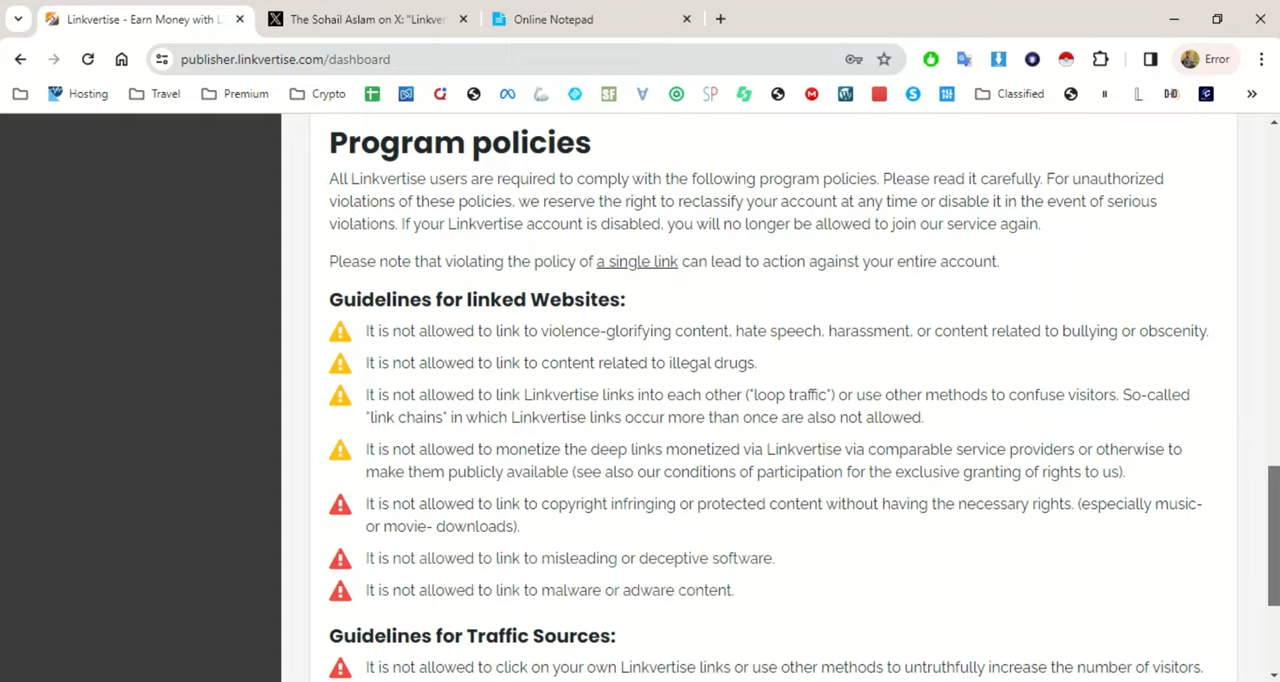 Linkvertise - Earn Money with L
The Sohail Aslam on X: "Linkver
Online Notepad
publisher.linkvertise.com/dashboard
Error
Hosting
Travel
Premium
Crypto
SF
SP
Classified
Program policies
All Linkvertise users are required to comply with the following program policies. Please read it carefully. For unauthorized
violations of these policies, we reserve the right to reclassify your account at any time or disable it in the event of serious
violations. If your Linkvertise account is disabled, you will no longer be allowed to join our service again.
Please note that violating the policy of a single link can lead to action against your entire account.
Guidelines for linked Websites:
It is not allowed to link to violence-glorifying content, hate speech, harassment, or content related to bullying or obscenity.
It is not allowed to link to content related to illegal drugs.
It is not allowed to link Linkvertise links into each other ("loop traffic") or use other methods to confuse visitors. So-called
"link chains" in which Linkvertise links occur more than once are also not allowed.
It is not allowed to monetize the deep links monetized via Linkvertise via comparable service providers or otherwise to
make them publicly available (see also our conditions of participation for the exclusive granting of rights to us).
It is not allowed to link to copyright infringing or protected content without having the necessary rights. (especially music-
or movie- downloads).
It is not allowed to link to misleading or deceptive software.
It is not allowed to link to malware or adware content.
Guidelines for Traffic Sources:
It is not allowed to click on your own Linkvertise links or use other methods to untruthfully increase the number of visitors.